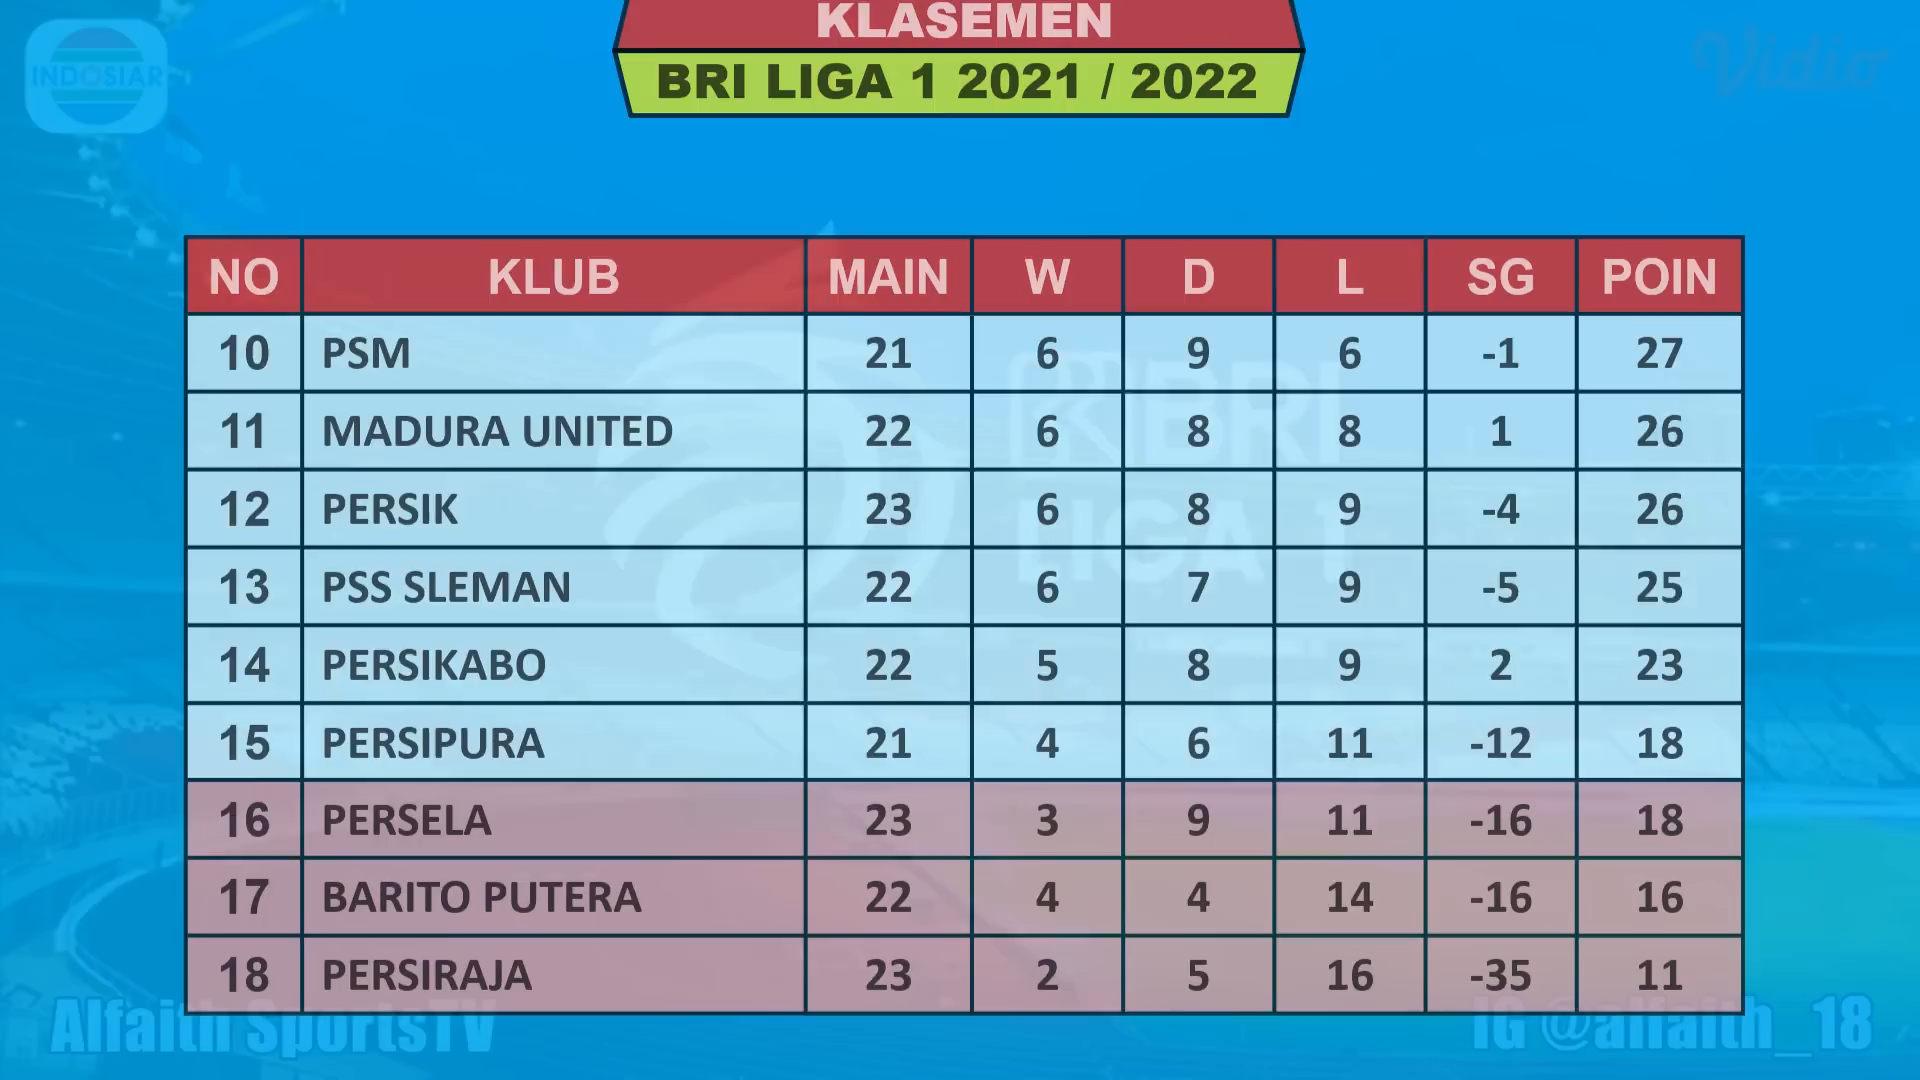 KLASEMEN
BRI LIGA 1 2021 / 2022
INDOSIAR
Vidio
NO KLUB MAIN W D L SG POIN
10 PSM 21 6 9 6 -1 27
11 MADURA UNITED 22 6 8 8 1 26
12 PERSIK 23 6 8 9 -4 26
13 PSS SLEMAN 22 6 7 9 -5 25
14 PERSIKABO 22 5 8 9 2 23
15 PERSIPURA 21 4 6 11 -12 18
16 PERSELA 23 3 9 11 -16 18
17 BARITO PUTERA 22 4 4 14 -16 16
18 PERSIRAJA 23 2 5 16 -35 11
BRI
LIGA 1
Alfaith SportsTV
IG @alfaith_18